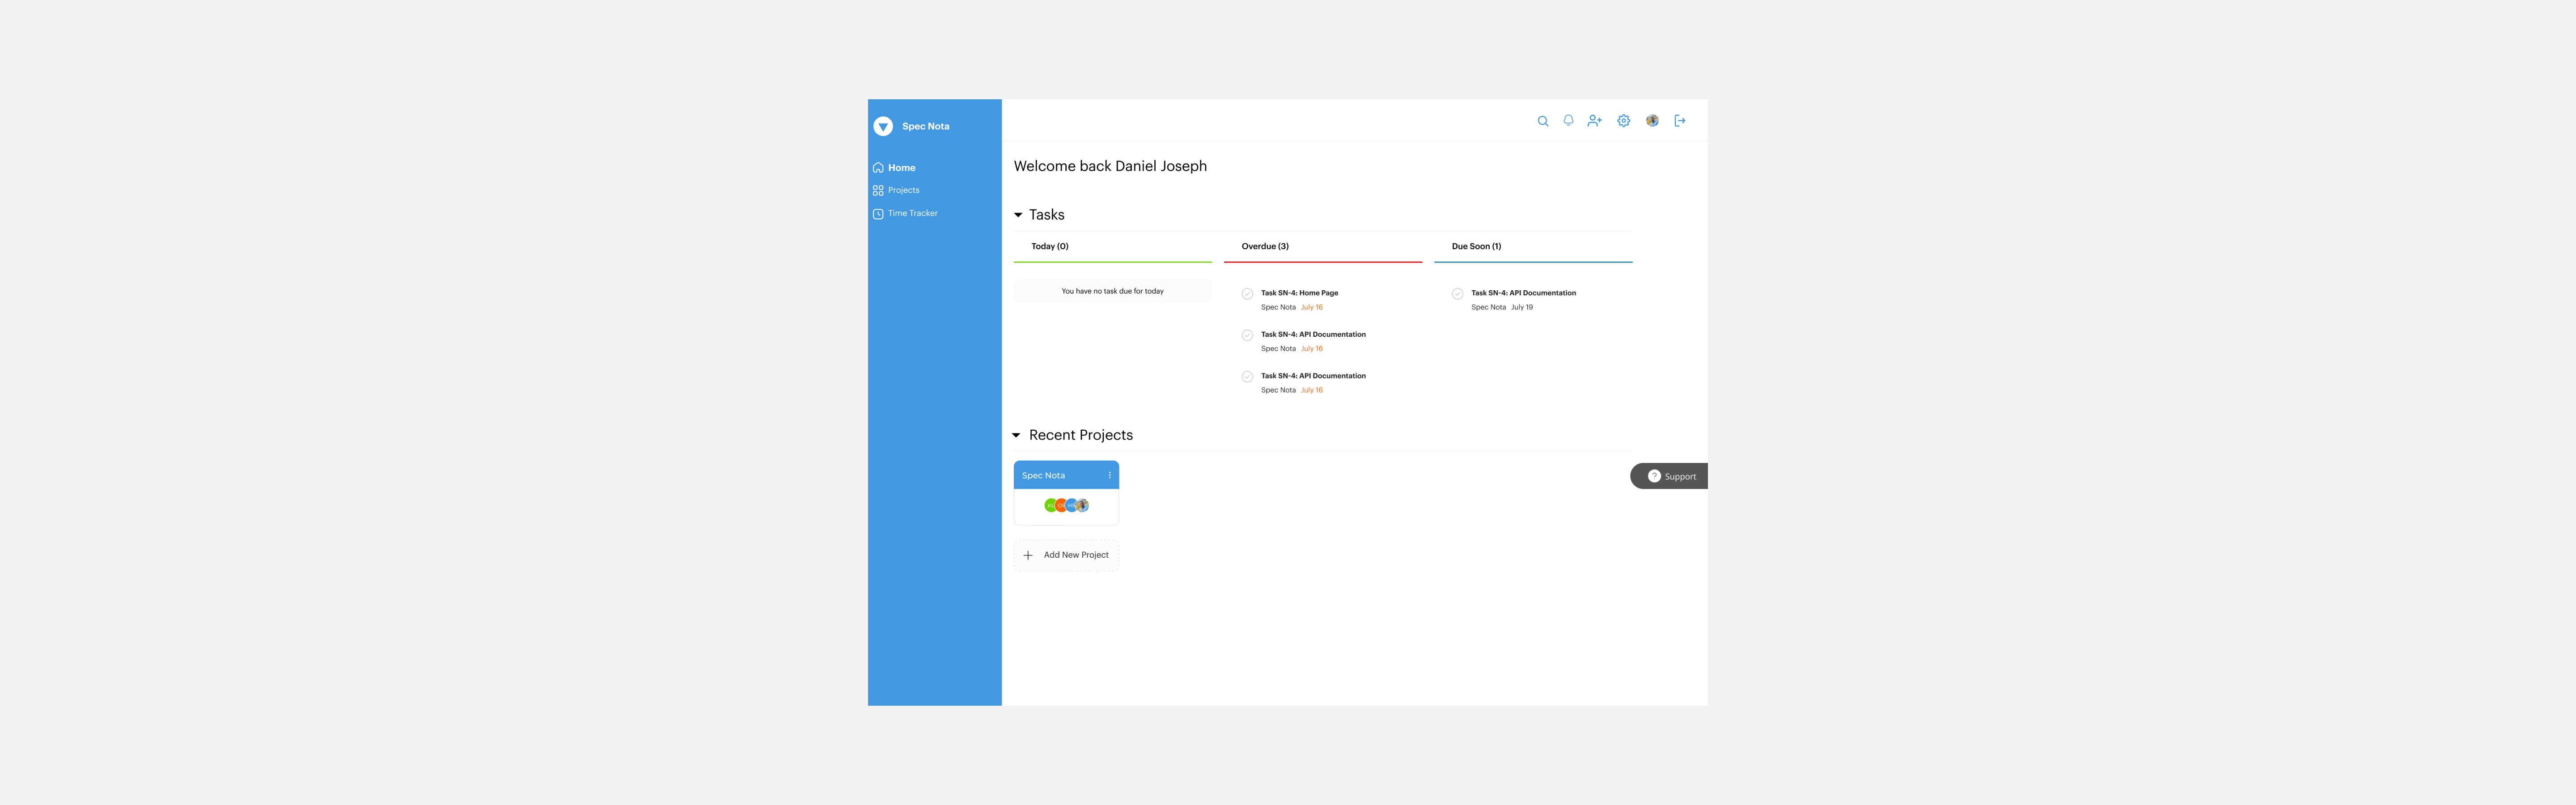 Spec Nota
Home
Projects
Time Tracker
Welcome back Daniel Joseph
Tasks
Today (0)
You have no task due for today
Overdue (3)
Task SN-4: Home Page
Spec Nota July 16
Task SN-4: API Documentation
Spec Nota July 16
Task SN-4: API Documentation
Spec Nota July 16
Due Soon (1)
Task SN-4: API Documentation
Spec Nota July 19
Recent Projects
Spec Nota
Add New Project
? Support